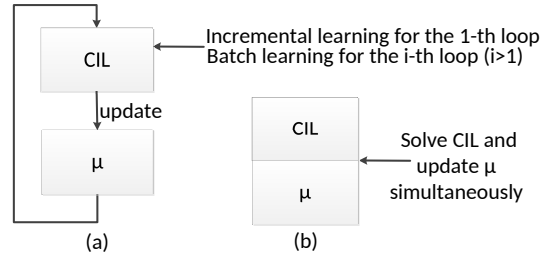 Incremental learning for the 1-th loop
Batch learning for the i-th loop (i>1)
CIL
update
μ
(a)
CIL
μ
Solve CIL and
update μ
simultaneously
(b)